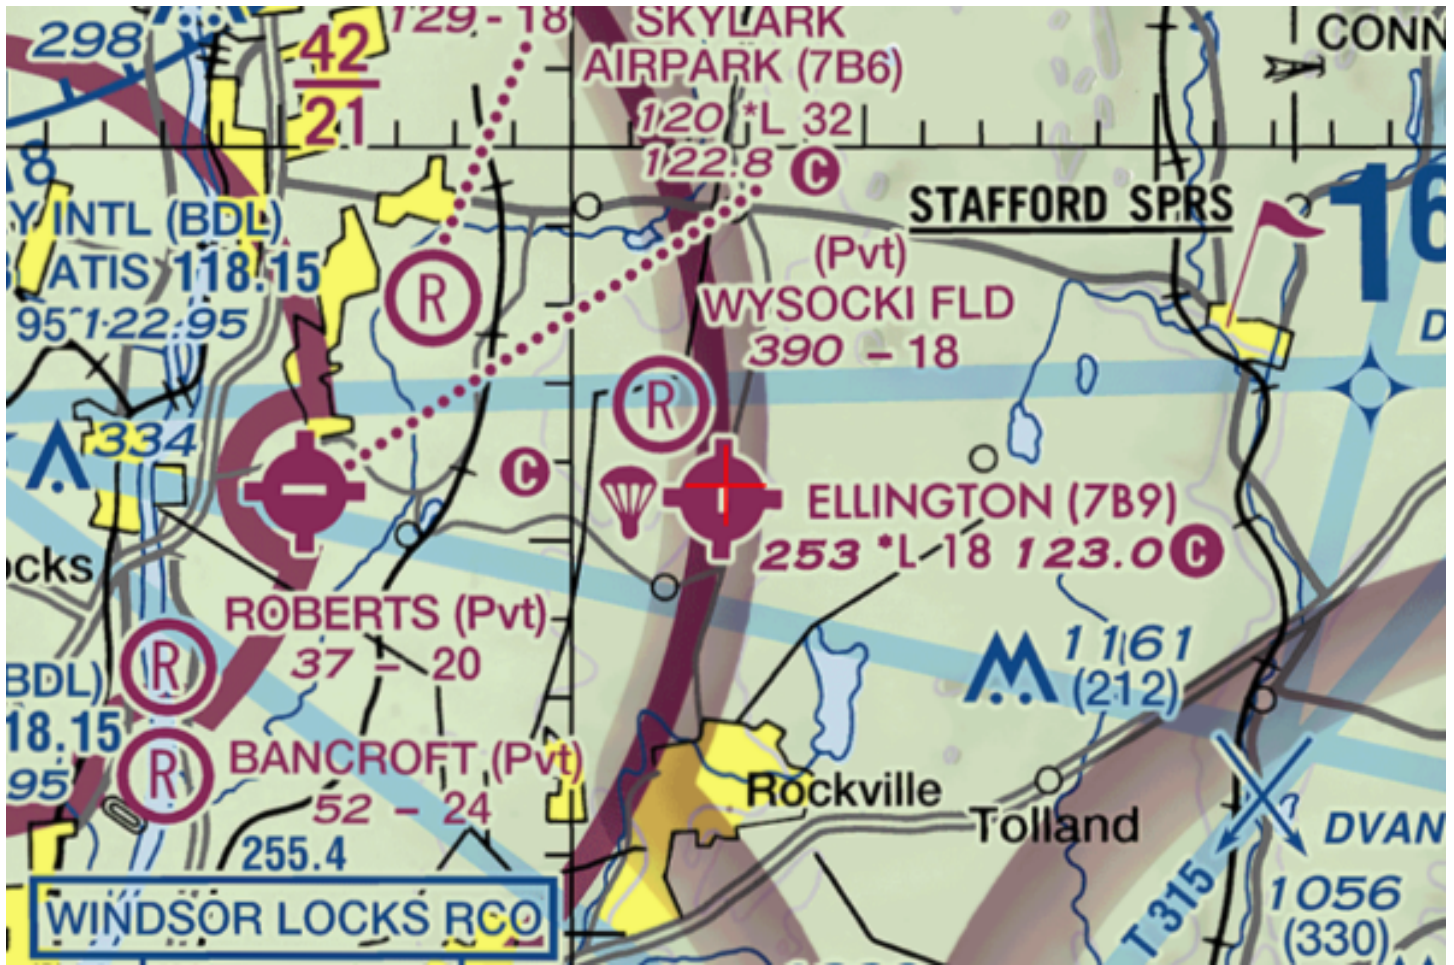 298
42
21
129 - 18
SKYLARK
AIRPARK (7B6)
120 *L 32
122.8 C
CONN
8
Y INTL (BDL)
ATIS 118.15
95 122.95
R
STAFFORD SPRS
16
(Pvt)
WYSOCKI FLD
390 - 18
D
R
334
C
ELLINGTON (7B9)
253 *L 18 123.0 C
ocks
ROBERTS (Pvt)
37 - 20
R
1161
(212)
BDL)
18.15
95
R
BANCROFT (Pvt)
52 - 24
Rockville
Tolland
255.4
WINDSOR LOCKS RCO
DVAN
T 315
1056
(330)